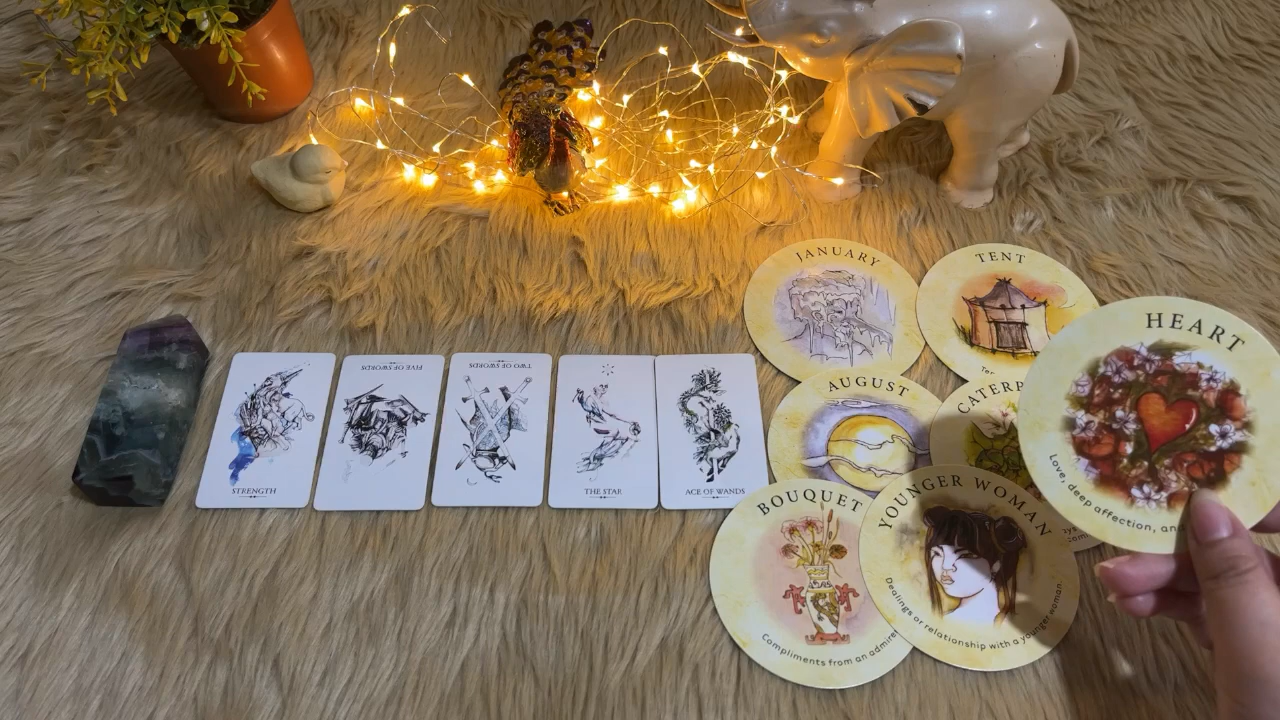 JANUARY
TENT
HEART
Love, deep affection, and
AUGUST
STRENGTH
FIVE OF SWORDS
TWO OF SWORDS
THE STAR
ACE OF WANDS
BOUQUET
Compliments from an
YOUNGER WOMAN
Dealings or relationship with a younger woman.